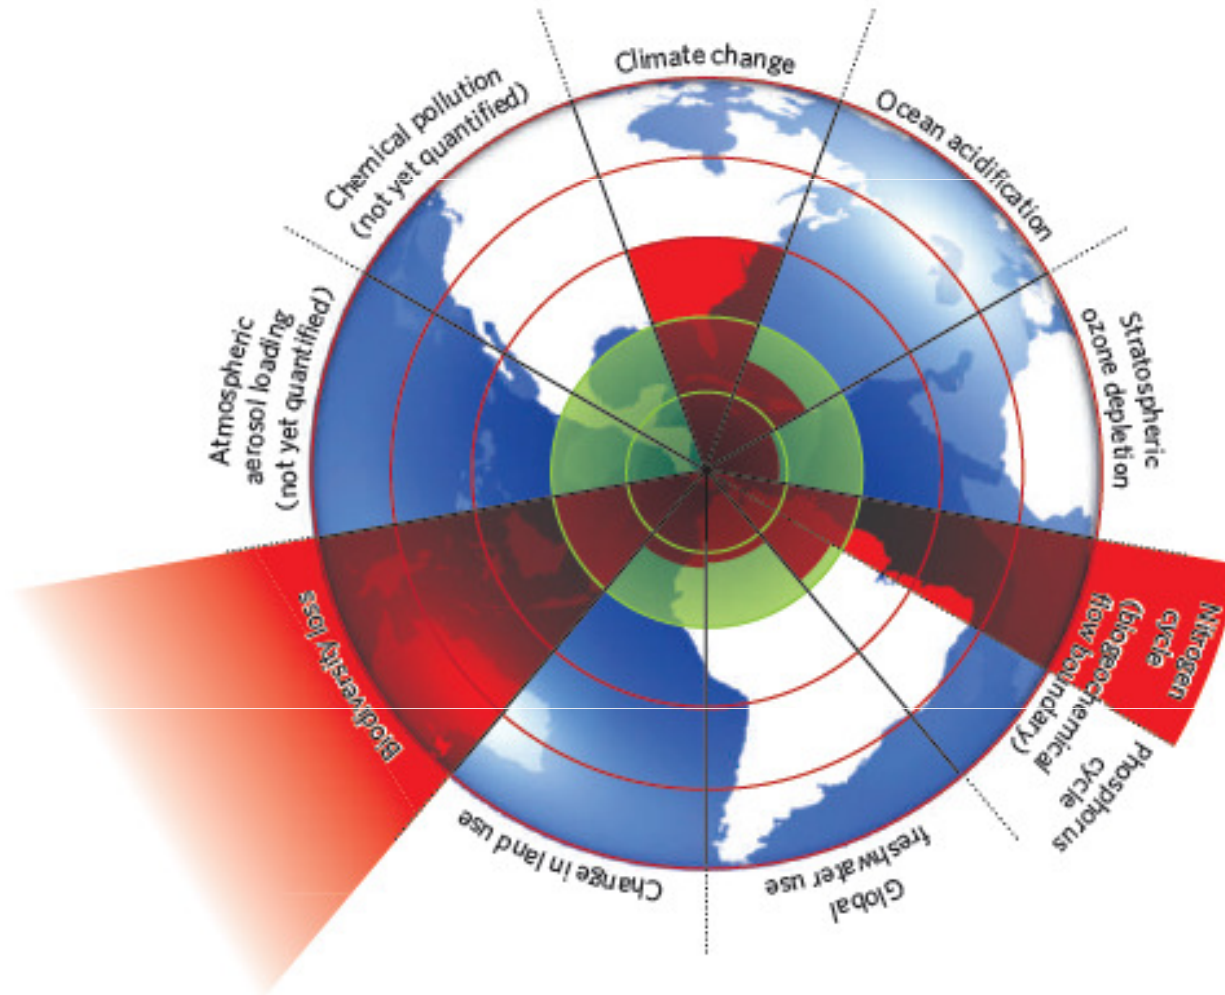 Climate change
Ocean acidification
Stratospheric
ozone depletion
Nitrogen
cycle
(biogeochemical
flow boundary)
Phosphorus
cycle
Global
freshwater use
Change in land use
Biodiversity loss
Atmospheric
aerosol loading
(not yet quantified)
Chemical pollution
(not yet quantified)